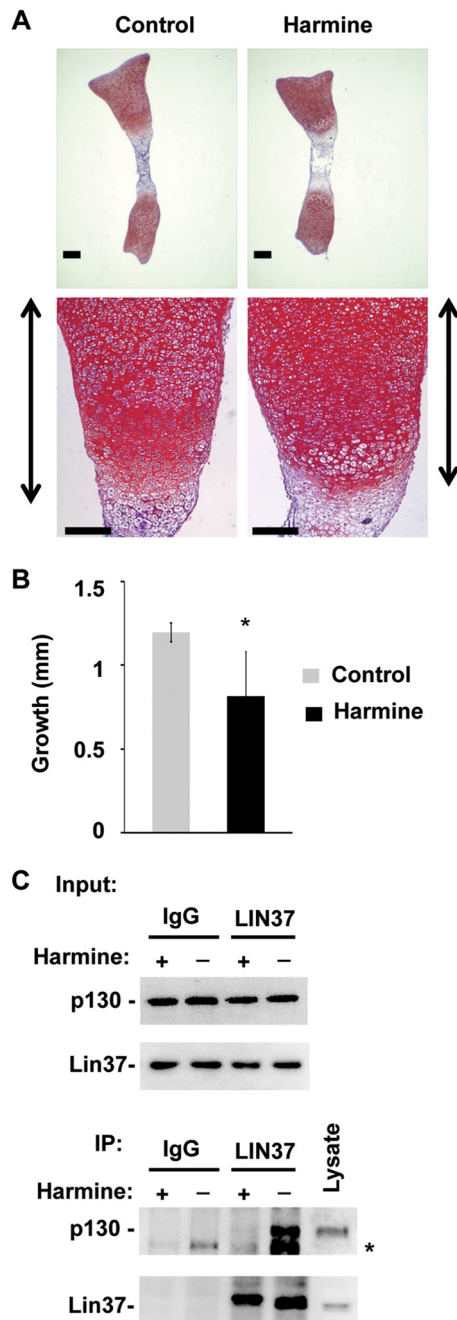 A
Control Harmine
B
1.5
1
0.5
0
Growth (mm)
*
Control
Harmine
C
Input:
IgG LIN37
Harmine: + – + –
p130 -
Lin37-
IP:
IgG LIN37 Lysate
Harmine: + – + –
p130 -
*
Lin37-